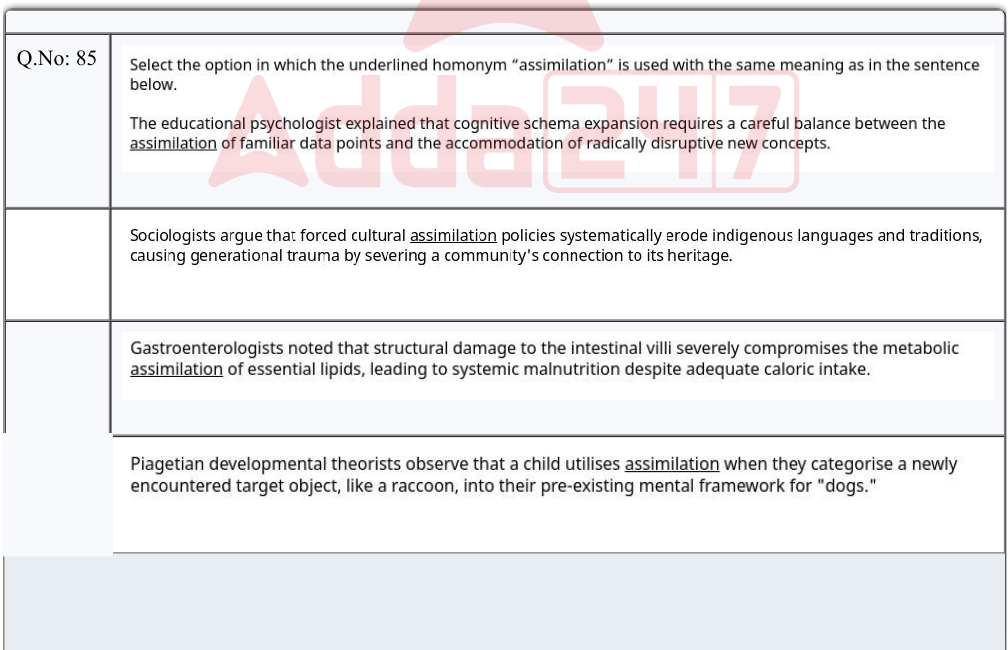 Q.No: 85
Select the option in which the underlined homonym “assimilation” is used with the same meaning as in the sentence
below.
The educational psychologist explained that cognitive schema expansion requires a careful balance between the
assimilation of familiar data points and the accommodation of radically disruptive new concepts.
Adda247
Sociologists argue that forced cultural assimilation policies systematically erode indigenous languages and traditions,
causing generational trauma by severing a community's connection to its heritage.
Gastroenterologists noted that structural damage to the intestinal villi severely compromises the metabolic
assimilation of essential lipids, leading to systemic malnutrition despite adequate caloric intake.
Piagetian developmental theorists observe that a child utilises assimilation when they categorise a newly
encountered target object, like a raccoon, into their pre-existing mental framework for "dogs."